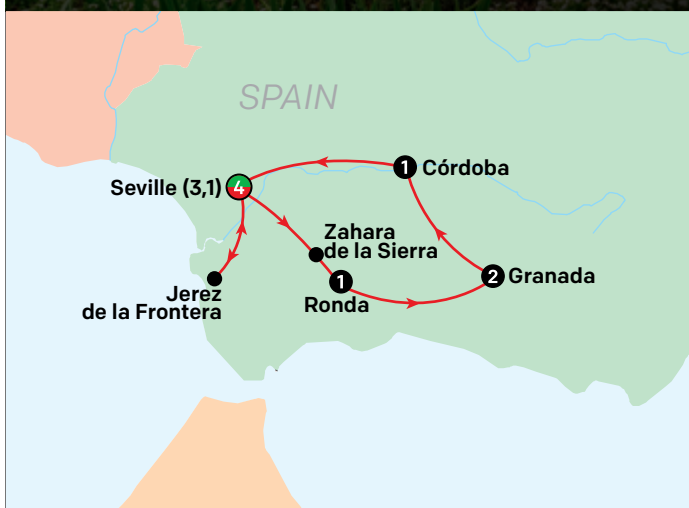 SPAIN
1
Córdoba
Seville (3,1)
4
Zahara
de la Sierra
2
Granada
1
Ronda
Jerez
de la Frontera